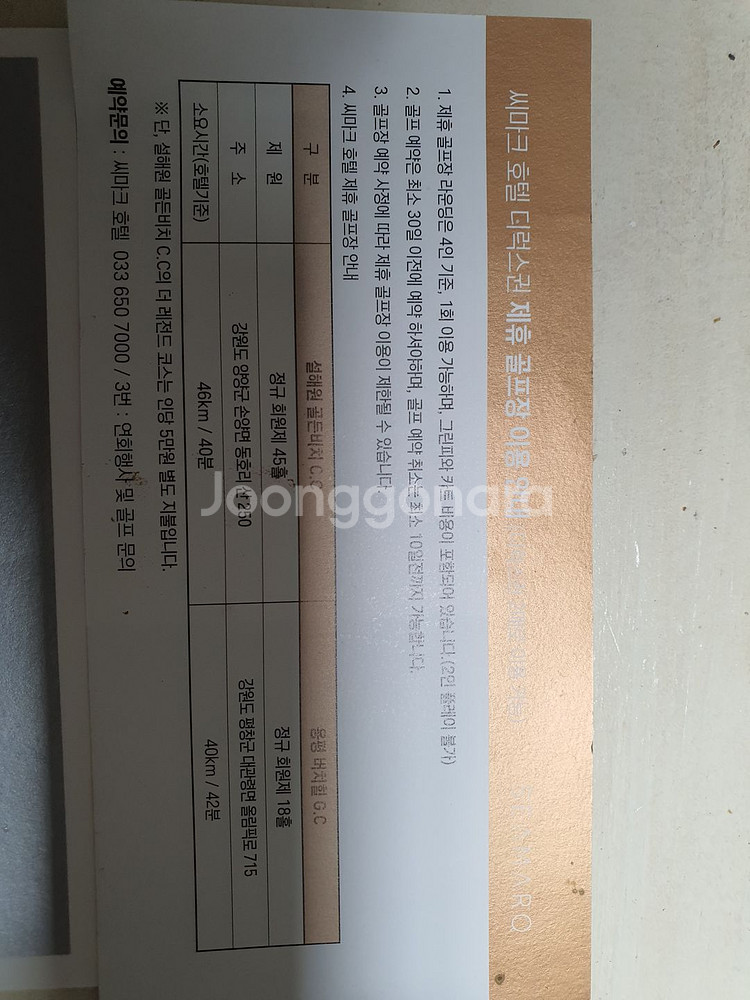 씨마크 호텔 디럭스권 제휴 골프장 이용 안내
1. 제휴 골프장 라운딩은 4인 기준, 1회 이용 가능하며, 그린피와 카트 비용이 포함되어 있습니다.(2인 플레이 불가)
2. 골프 예약은 최소 30일 이전에 예약 하셔야하며, 골프 예약 취소는 최소 10일전까지 가능합니다.
3. 골프장 예약 사정에 따라 제휴 골프장 이용이 제한될 수 있습니다.
4. 씨마크 호텔 제휴 골프장 안내
구 분 설해원 골든비치 C.C 용평 버치힐 G.C
제 원 정규 회원제 45홀 정규 회원제 18홀
주 소 강원도 양양군 손양면 동호리 산 250 강원도 평창군 대관령면 올림픽로 715
소요시간(호텔기준) 46km / 40분 40km / 42분
※ 단, 설해원 골든비치 C.C의 더 레전드 코스는 인당 5만원 별도 지불입니다.
예약문의 : 씨마크 호텔 033 650 7000 / 3번 : 연회행사 및 골프 문의
Joonggonara